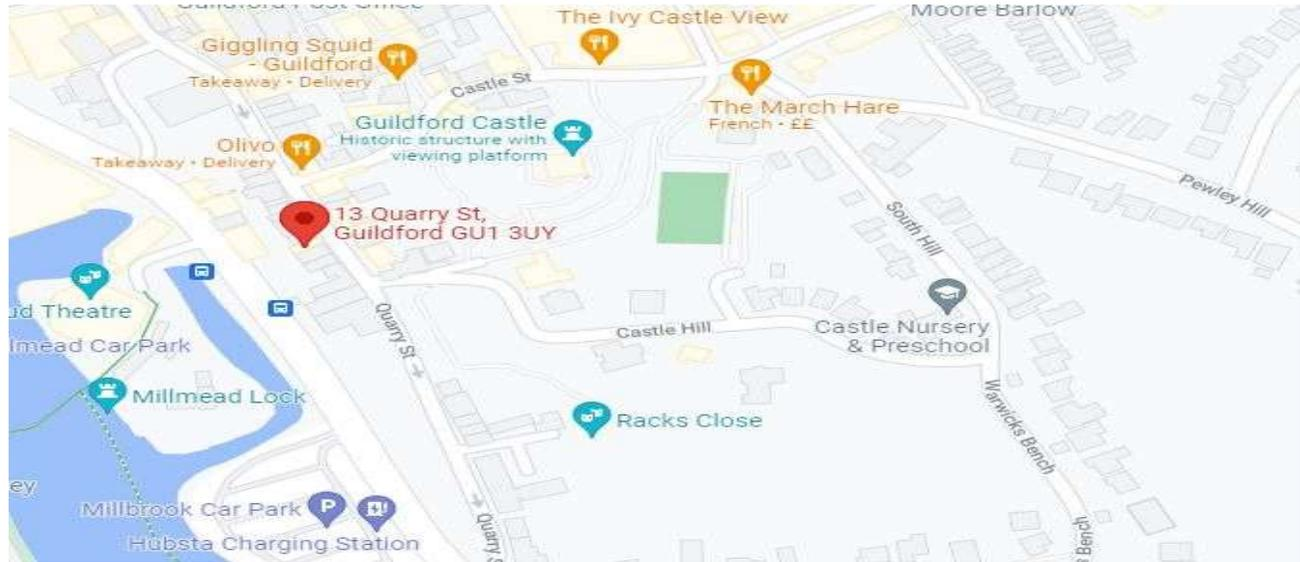 Guildford Post Office
The Ivy Castle View
Moore Barlow
Giggling Squid
- Guildford
Takeaway • Delivery
Castle St
The March Hare
French • ££
Guildford Castle
Historic structure with
viewing platform
Olivo
Takeaway • Delivery
Pewley Hill
13 Quarry St,
Guildford GU1 3UY
South Hill
ud Theatre
lmead Car Park
Quarry St
Castle Hill
Castle Nursery
& Preschool
Millmead Lock
Racks Close
Warwicks Bench
ey
Millbrook Car Park
P
Hubsta Charging Station
Quarry S
Bench